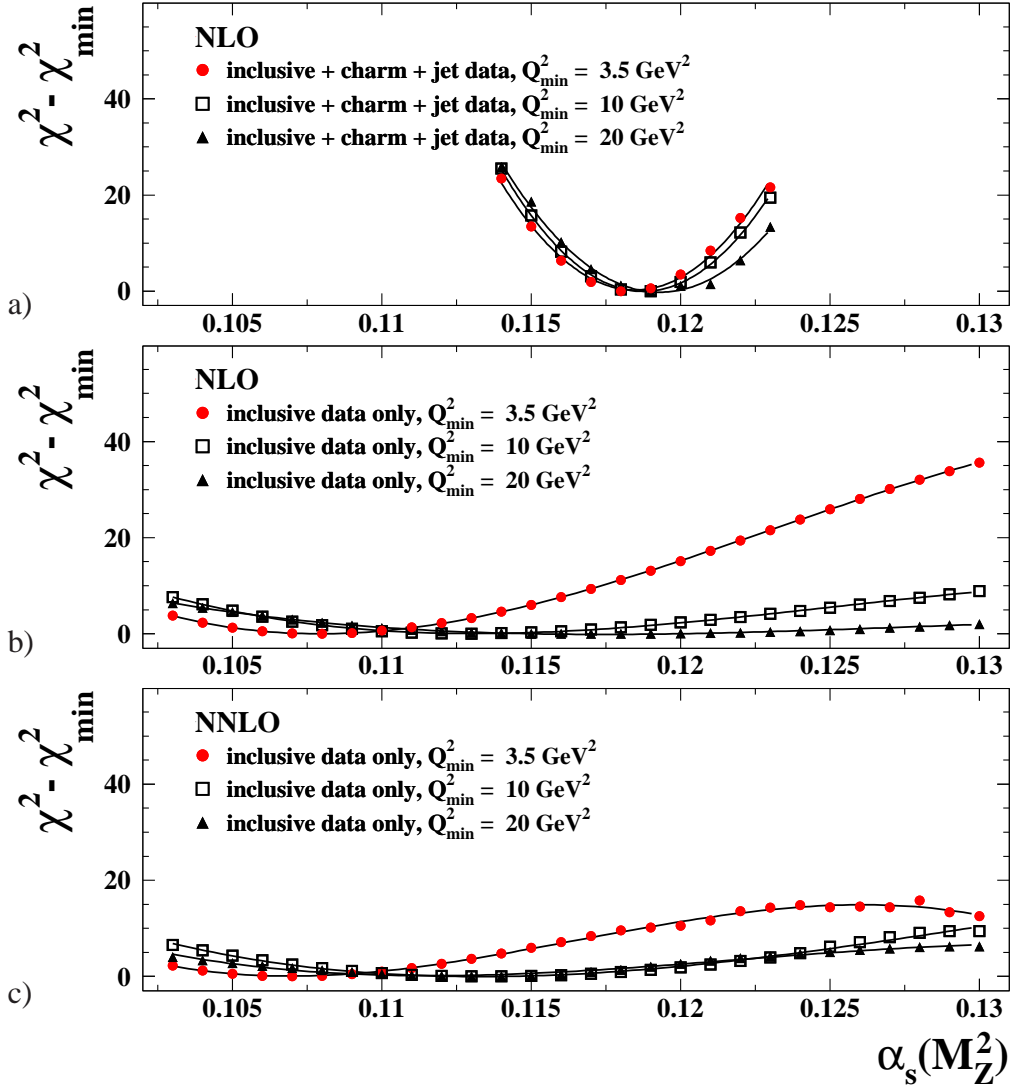 χ² - χ²min
NLO
inclusive + charm + jet data, Q²min = 3.5 GeV²
inclusive + charm + jet data, Q²min = 10 GeV²
inclusive + charm + jet data, Q²min = 20 GeV²
40
20
0
a)
0.105 0.11 0.115 0.12 0.125 0.13
χ² - χ²min
NLO
inclusive data only, Q²min = 3.5 GeV²
inclusive data only, Q²min = 10 GeV²
inclusive data only, Q²min = 20 GeV²
40
20
0
b)
0.105 0.11 0.115 0.12 0.125 0.13
χ² - χ²min
NNLO
inclusive data only, Q²min = 3.5 GeV²
inclusive data only, Q²min = 10 GeV²
inclusive data only, Q²min = 20 GeV²
40
20
0
c)
0.105 0.11 0.115 0.12 0.125 0.13
αs(M²Z)